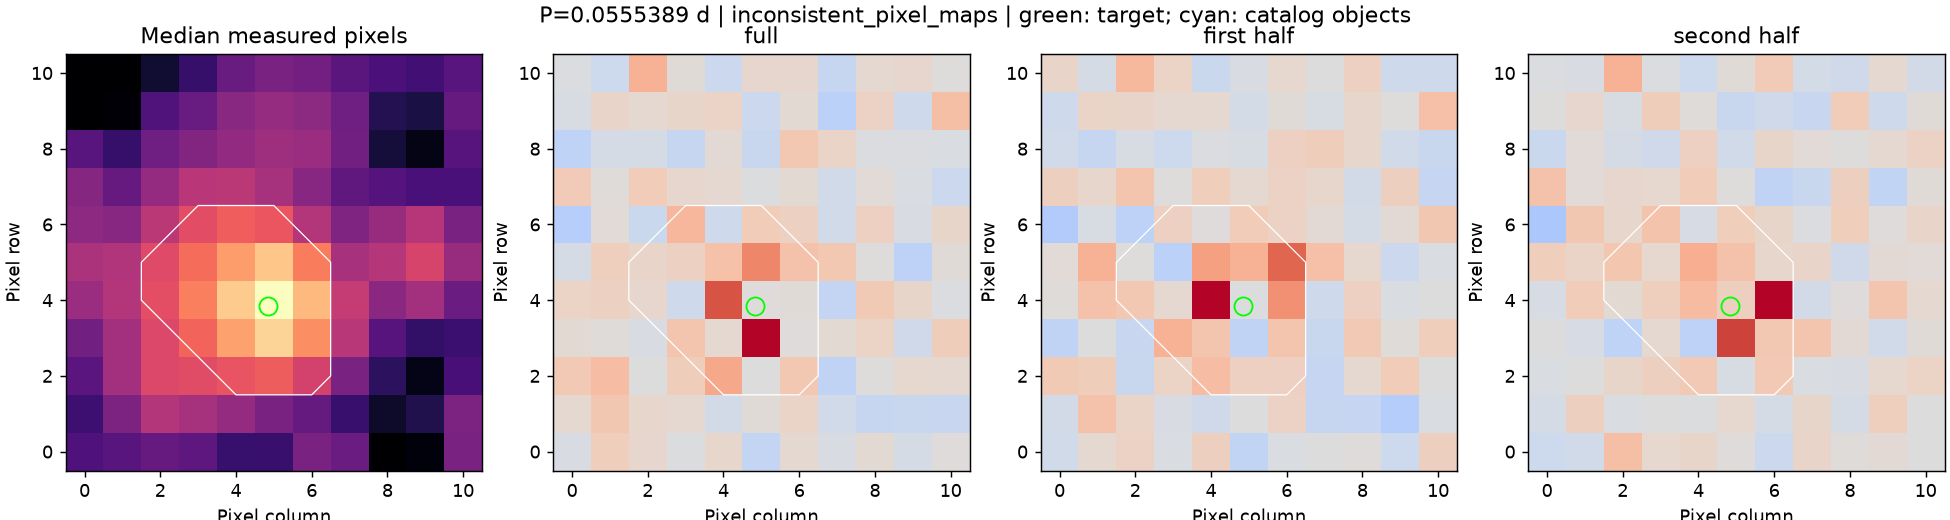 P=0.0555389 d | inconsistent_pixel_maps | green: target; cyan: catalog objects
Median measured pixels
full
first half
second half
Pixel row
10
8
6
4
2
0
0 2 4 6 8 10
Pixel column
Pixel row
10
8
6
4
2
0
0 2 4 6 8 10
Pixel column
Pixel row
10
8
6
4
2
0
0 2 4 6 8 10
Pixel column
Pixel row
10
8
6
4
2
0
0 2 4 6 8 10
Pixel column